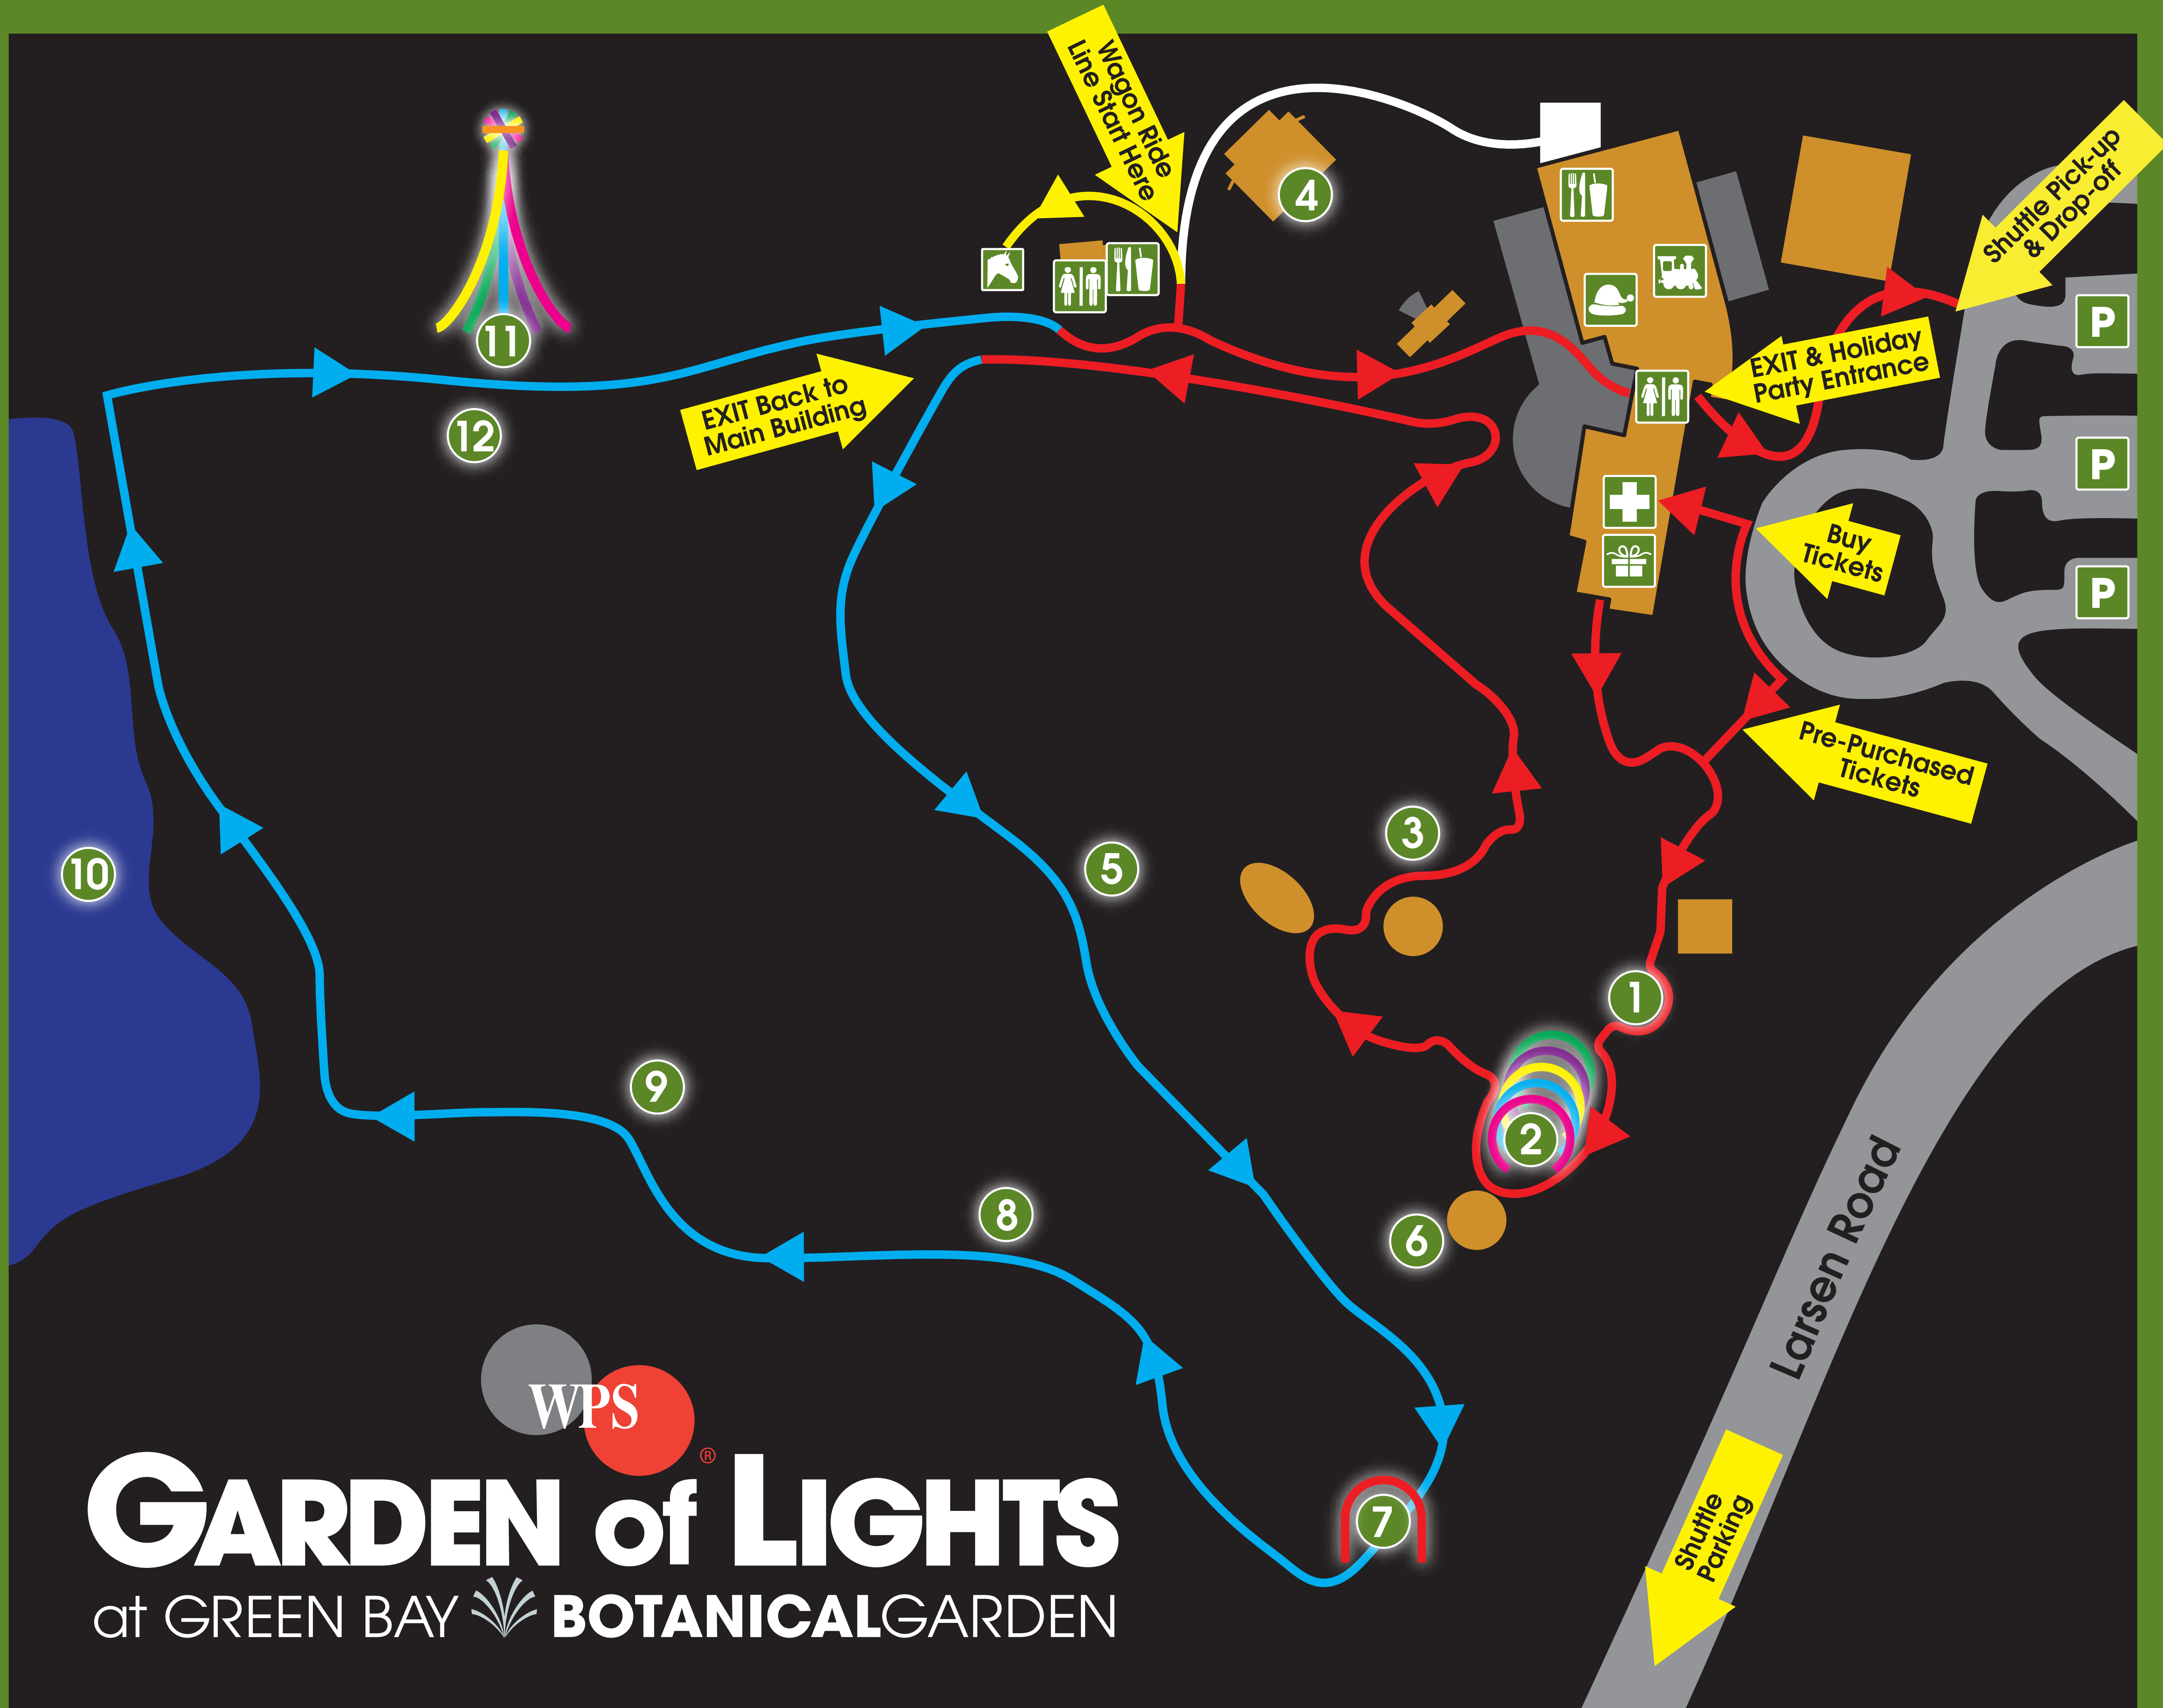 Wagon Ride
Line Start Here
4
Shuttle Pick-up
& Drop-off
P
11
EXIT & Holiday
Party Entrance
EXIT Back to
Main Building
12
P
Buy
Tickets
P
Pre-Purchased
Tickets
3
5
10
1
9
2
8
6
Larsen Road
WPS
®
7
Shuttle
Parking
GARDEN of LIGHTS
at GREEN BAY BOTANICALGARDEN